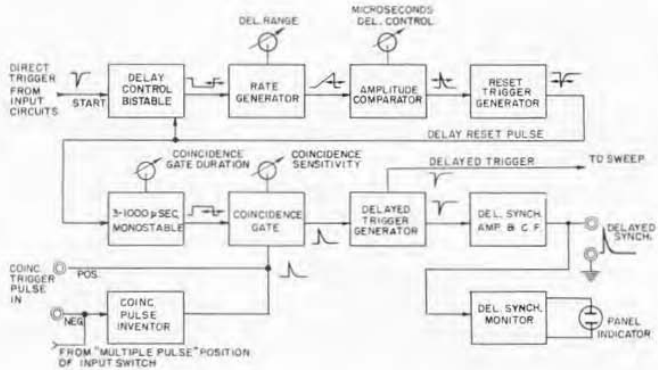 MICROSECONDS
DEL. CONTROL
DEL. RANGE
DIRECT
TRIGGER
FROM
INPUT
CIRCUITS
START
DELAY
CONTROL
BISTABLE
RATE
GENERATOR
AMPLITUDE
COMPARATOR
RESET
TRIGGER
GENERATOR
DELAY RESET PULSE
COINCIDENCE
GATE DURATION
COINCIDENCE
SENSITIVITY
DELAYED TRIGGER
TO SWEEP
3-1000 µSEC.
MONOSTABLE
COINCIDENCE
GATE
DELAYED
TRIGGER
GENERATOR
DEL. SYNCH.
AMP. & C.F.
DELAYED
SYNCH.
COINC.
TRIGGER
PULSE
IN
POS.
NEG.
COINC.
PULSE
INVENTOR
DEL. SYNCH.
MONITOR
PANEL
INDICATOR
FROM "MULTIPLE PULSE" POSITION
OF INPUT SWITCH